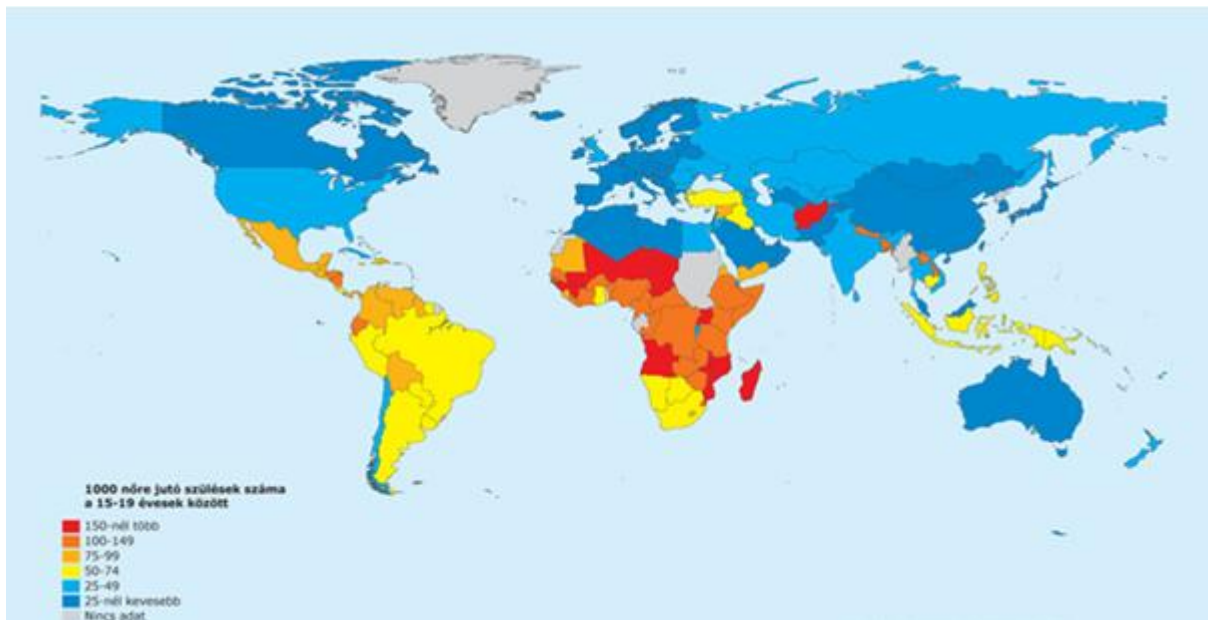 1000 nőre jutó szülések száma
a 15-19 évesek között
150-nél több
100-149
75-99
50-74
25-49
25-nél kevesebb
Nincs adat